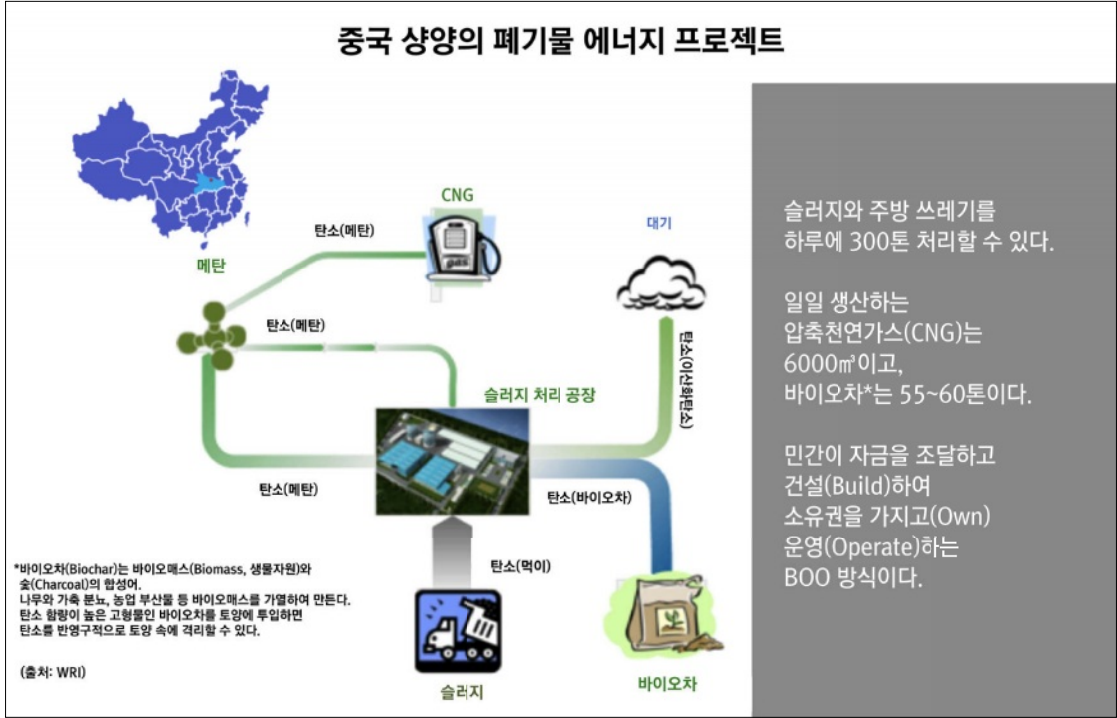 중국 샹양의 폐기물 에너지 프로젝트
CNG
탄소(메탄)
대기
메탄
gas
탄소(메탄)
탄소(이산화탄소)
슬러지 처리 공장
탄소(메탄)
탄소(바이오차)
탄소(먹이)
슬러지
바이오차
*바이오차(Biochar)는 바이오매스(Biomass, 생물자원)와
숯(Charcoal)의 합성어.
나무와 가축 분뇨, 농업 부산물 등 바이오매스를 가열하여 만든다.
탄소 함량이 높은 고형물인 바이오차를 토양에 투입하면
탄소를 반영구적으로 토양 속에 격리할 수 있다.
(출처: WRI)
슬러지와 주방 쓰레기를
하루에 300톤 처리할 수 있다.
일일 생산하는
압축천연가스(CNG)는
6000㎥이고,
바이오차*는 55~60톤이다.
민간이 자금을 조달하고
건설(Build)하여
소유권을 가지고(Own)
운영(Operate)하는
BOO 방식이다.